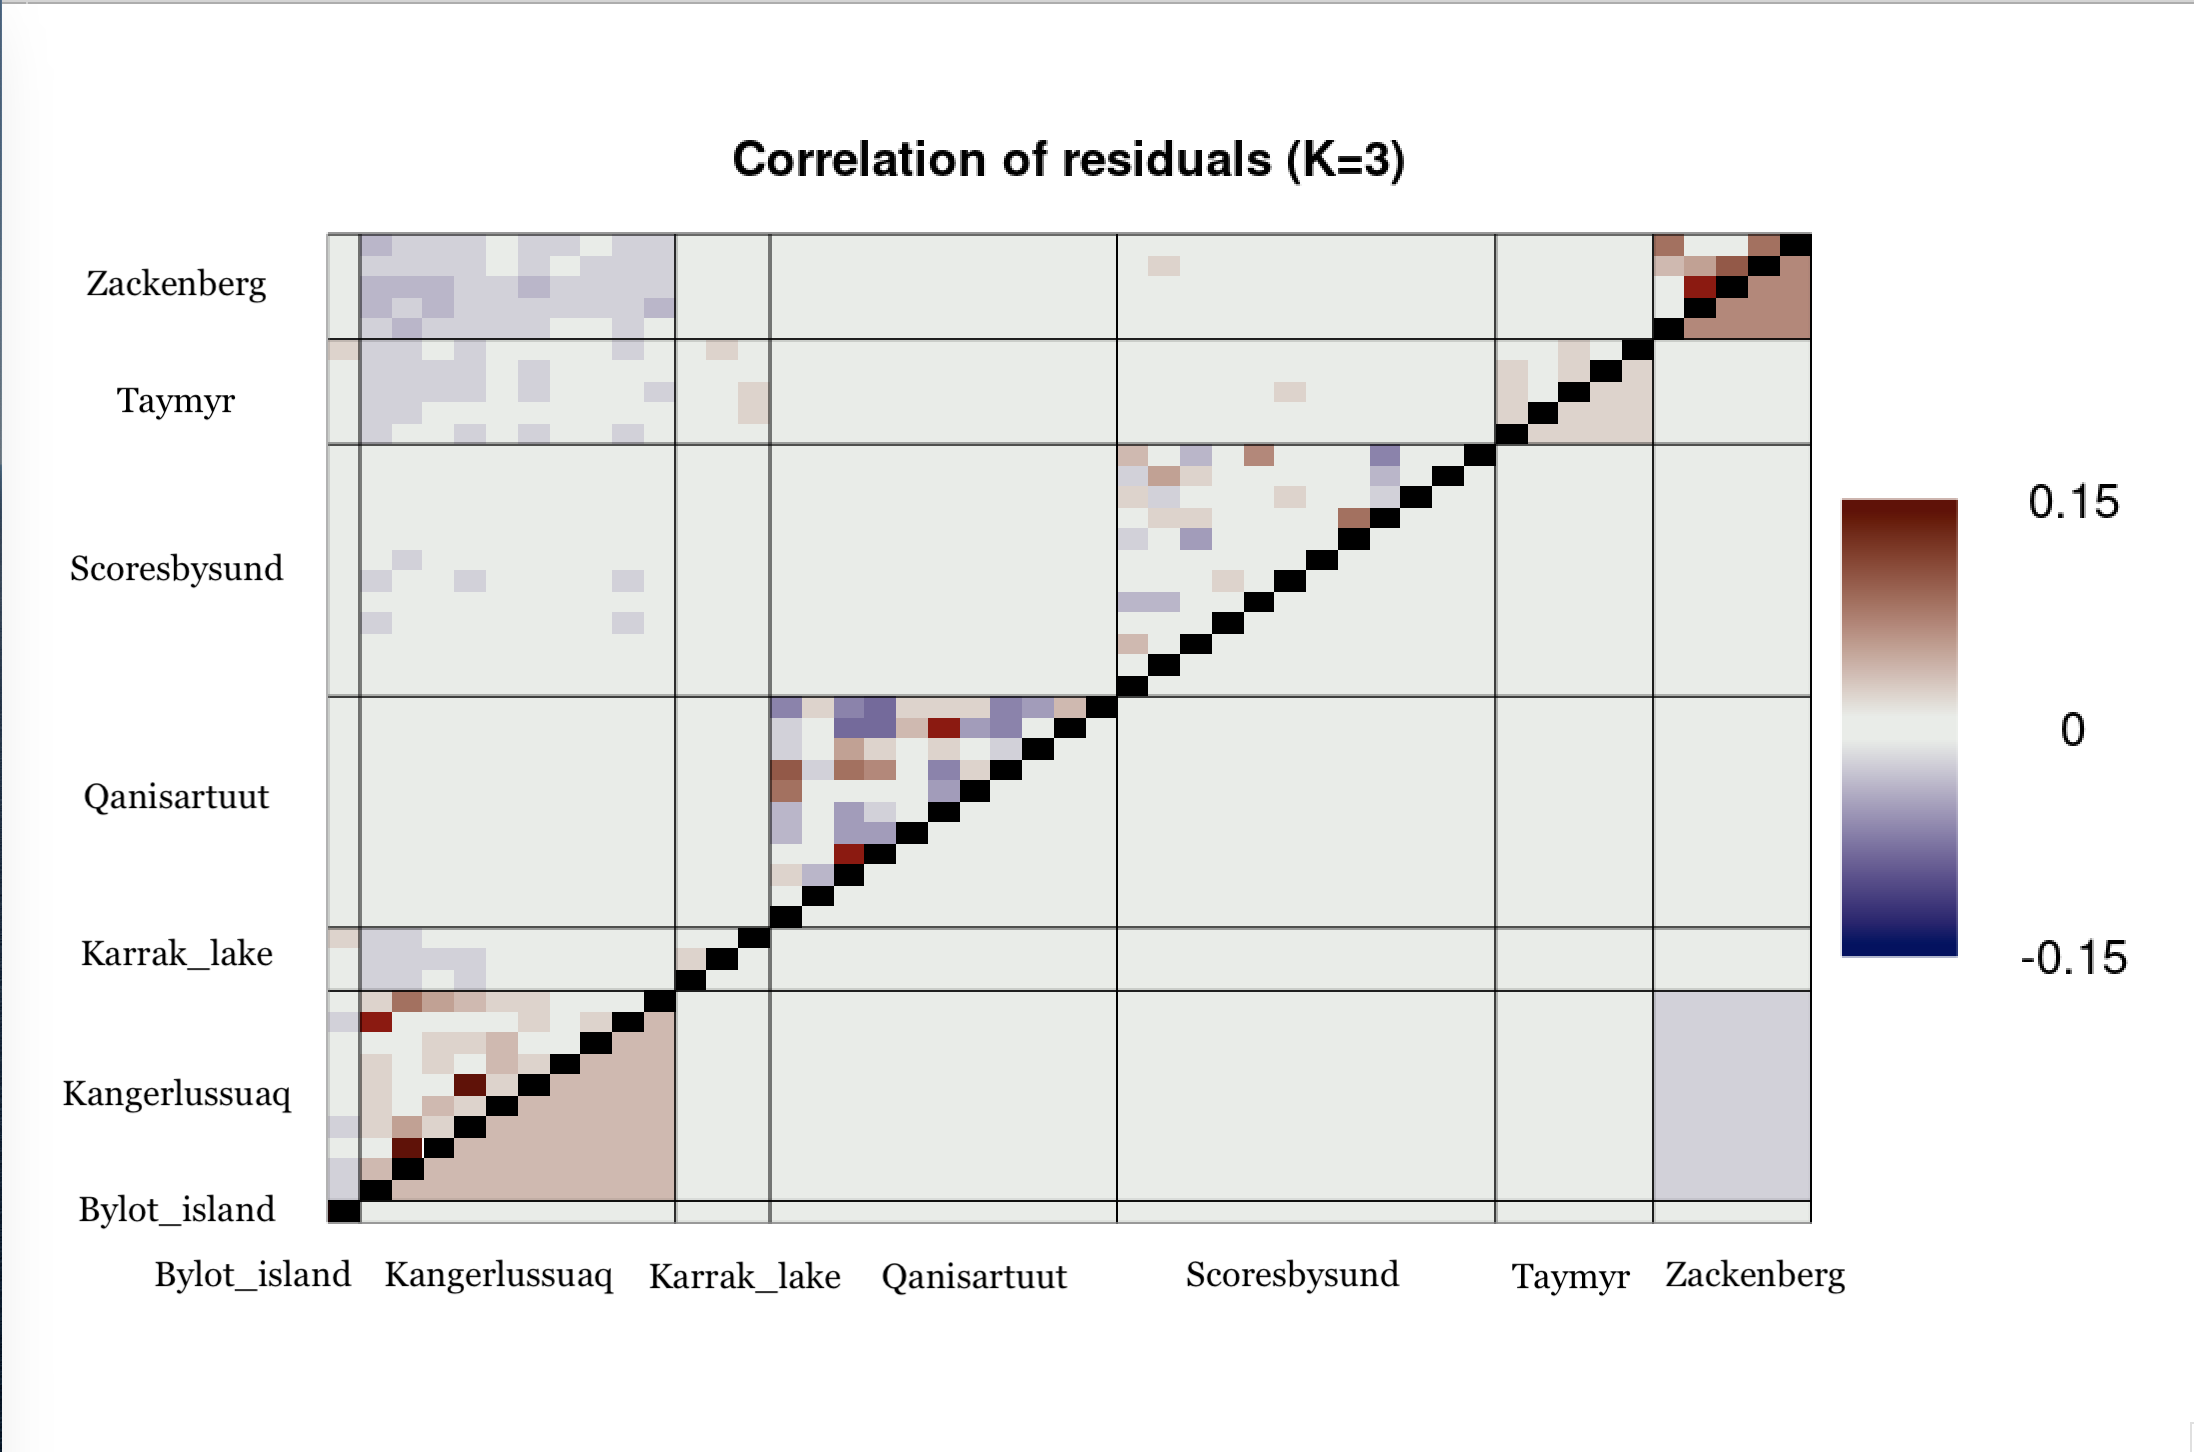 Correlation of residuals (K=3)
Zackenberg
Taymyr
Scoresbysund
Qanisartuut
Karrak_lake
Kangerlussuaq
Bylot_island
Bylot_island Kangerlussuaq Karrak_lake Qanisartuut Scoresbysund Taymyr Zackenberg
0.15
0
-0.15